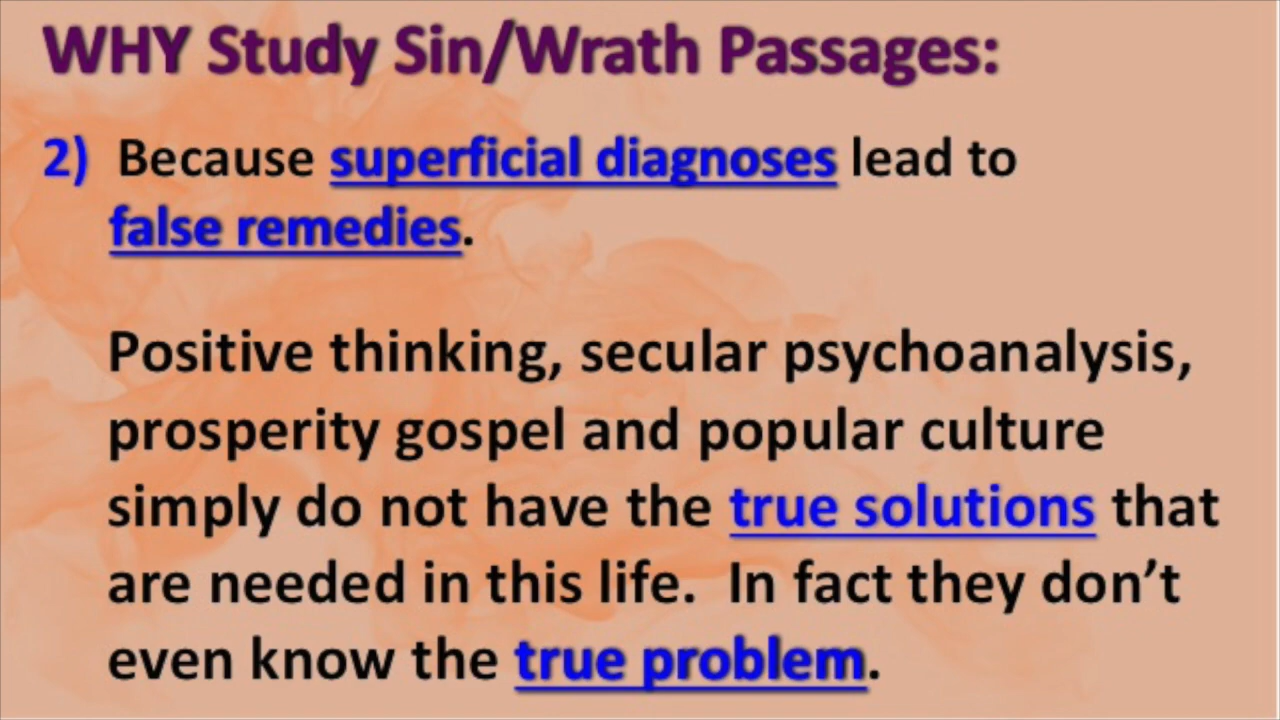 WHY Study Sin/Wrath Passages:
2) Because superficial diagnoses lead to
false remedies.
Positive thinking, secular psychoanalysis,
prosperity gospel and popular culture
simply do not have the true solutions that
are needed in this life. In fact they don’t
even know the true problem.